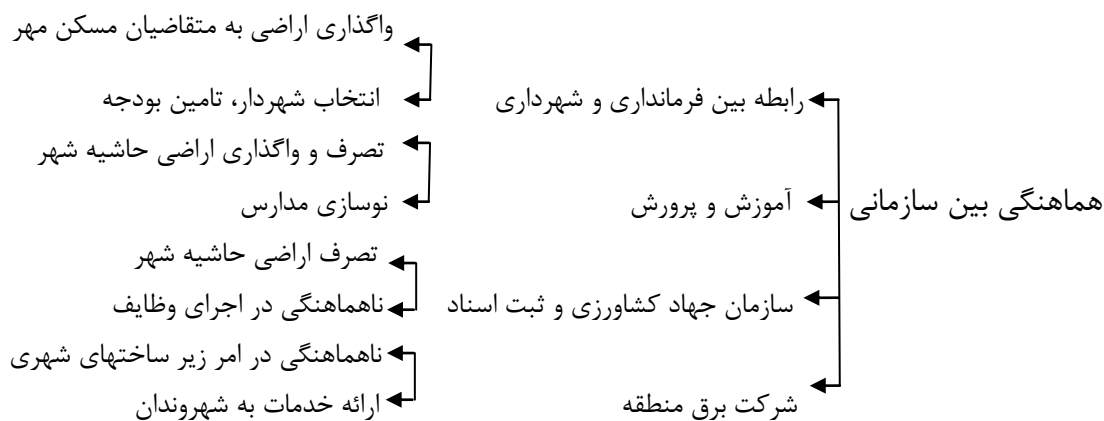 هماهنگی بین سازمانی
رابطه بین فرمانداری و شهرداری
واگذاری اراضی به متقاضیان مسکن مهر
انتخاب شهردار، تامین بودجه
آموزش و پرورش
تصرف و واگذاری اراضی حاشیه شهر
نوسازی مدارس
سازمان جهاد کشاورزی و ثبت اسناد
تصرف اراضی حاشیه شهر
ناهماهنگی در اجرای وظایف
شرکت برق منطقه
ناهماهنگی در امر زیر ساختهای شهری
ارائه خدمات به شهروندان